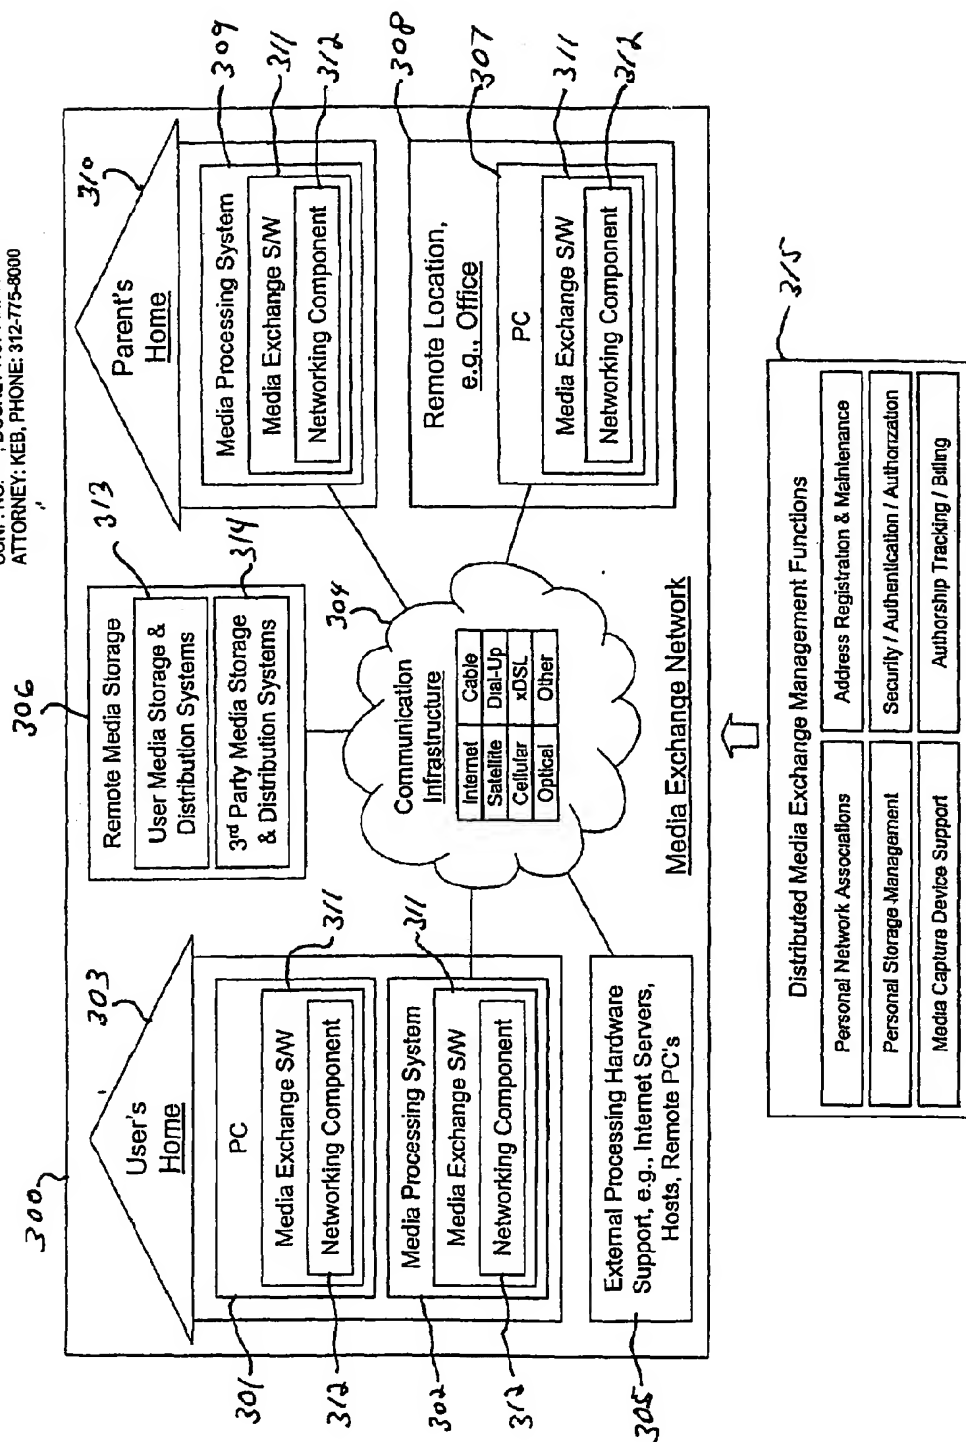 ATTORNEY: KEB, PHONE: 312-775-8000
300
303
User's
Home
PC
Media Exchange S/W
Networking Component
311
Media Processing System
Media Exchange S/W
Networking Component
311
301
312
302
312
External Processing Hardware
Support, e.g., Internet Servers,
Hosts, Remote PC's
305
306
Remote Media Storage
User Media Storage &
Distribution Systems
3rd Party Media Storage
& Distribution Systems
313
314
304
Communication
Infrastructure
Internet Cable
Satellite Dial-Up
Cellular xDSL
Optical Other
Media Exchange Network
310
Parent's
Home
Media Processing System
Media Exchange S/W
Networking Component
309
311
312
308
Remote Location,
e.g., Office
PC
Media Exchange S/W
Networking Component
307
311
312
315
Distributed Media Exchange Management Functions
Personal Network Associations
Address Registration & Maintenance
Personal Storage Management
Security / Authentication / Authorization
Media Capture Device Support
Authorship Tracking / Billing